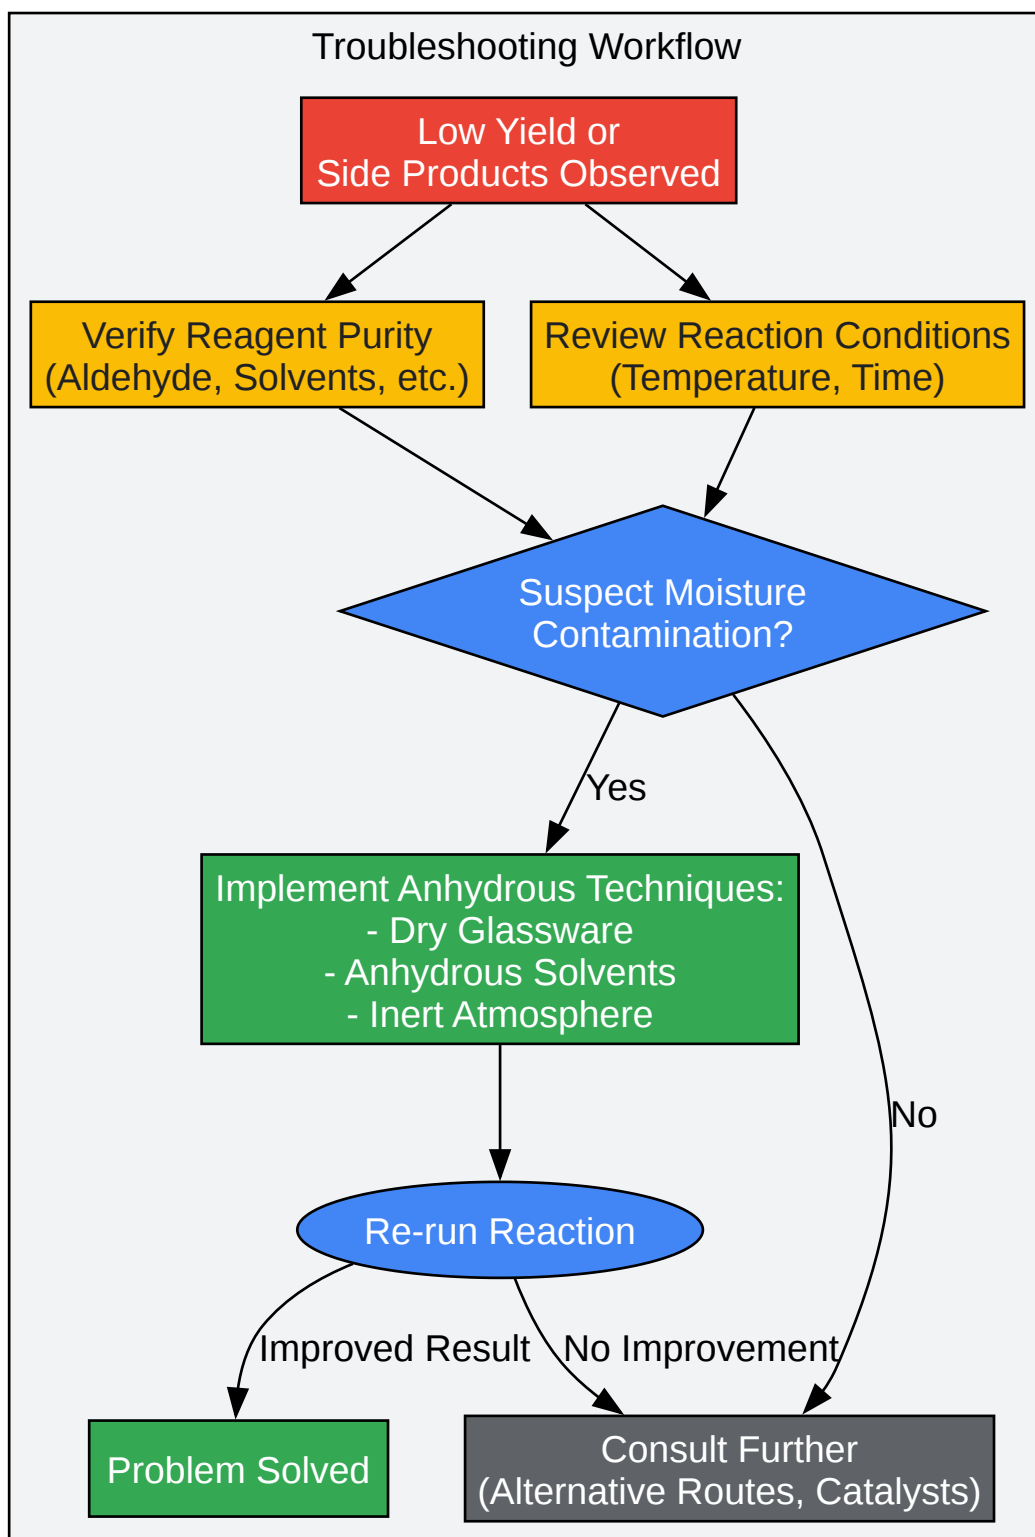 Troubleshooting Workflow
Low Yield or
Side Products Observed
Verify Reagent Purity
(Aldehyde, Solvents, etc.)
Review Reaction Conditions
(Temperature, Time)
Suspect Moisture
Contamination?
Yes
Implement Anhydrous Techniques:
- Dry Glassware
- Anhydrous Solvents
- Inert Atmosphere
No
Re-run Reaction
Improved Result
No Improvement
Problem Solved
Consult Further
(Alternative Routes, Catalysts)